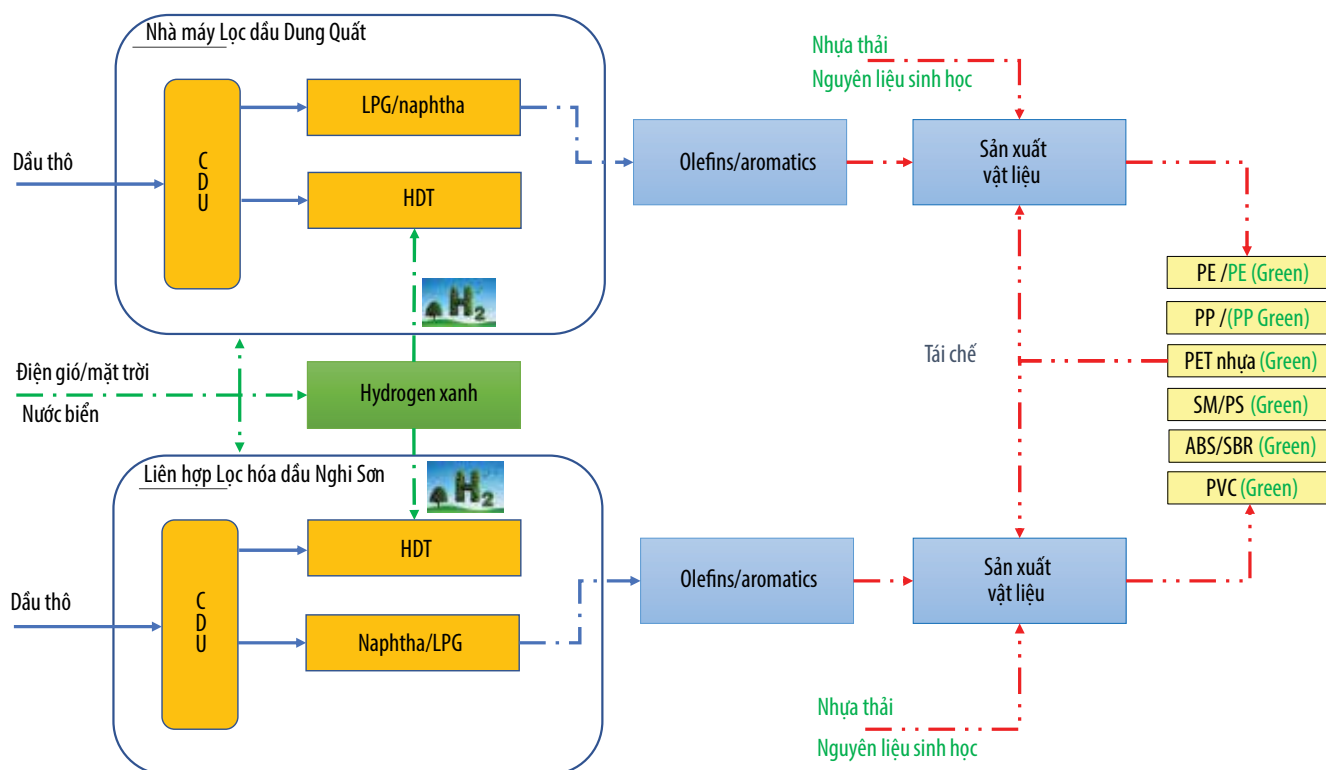 Nhà máy Lọc dầu Dung Quất
Nhựa thải
Nguyên liệu sinh học
LPG/naphtha
Dầu thô
C
D
U
HDT
Olefins/aromatics
Sản xuất
vật liệu
H2
PE /PE (Green)
PP /(PP Green)
PET nhựa (Green)
SM/PS (Green)
ABS/SBR (Green)
PVC (Green)
Tái chế
Điện gió/mặt trời
Nước biển
Hydrogen xanh
Liên hợp Lọc hóa dầu Nghi Sơn
H2
HDT
Dầu thô
C
D
U
Naphtha/LPG
Olefins/aromatics
Sản xuất
vật liệu
Nhựa thải
Nguyên liệu sinh học